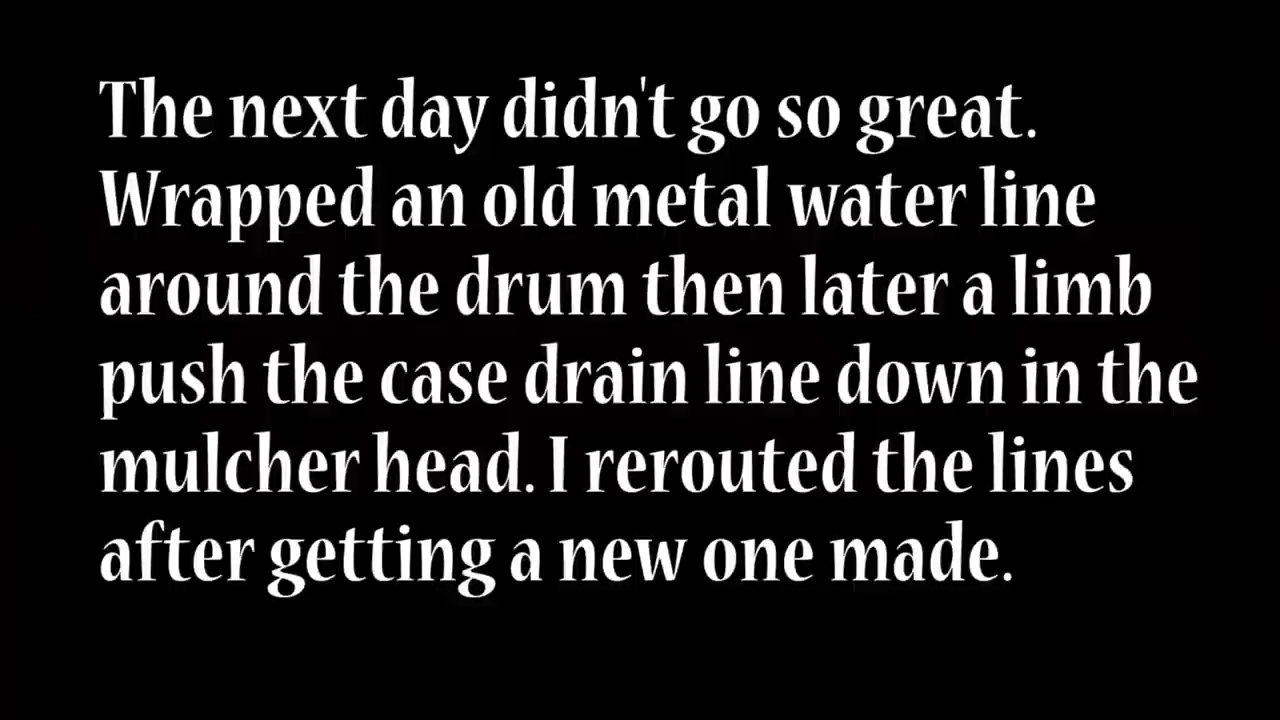 The next day didn't go so great.
Wrapped an old metal water line
around the drum then later a limb
push the case drain line down in the
mulcher head. I rerouted the lines
after getting a new one made.